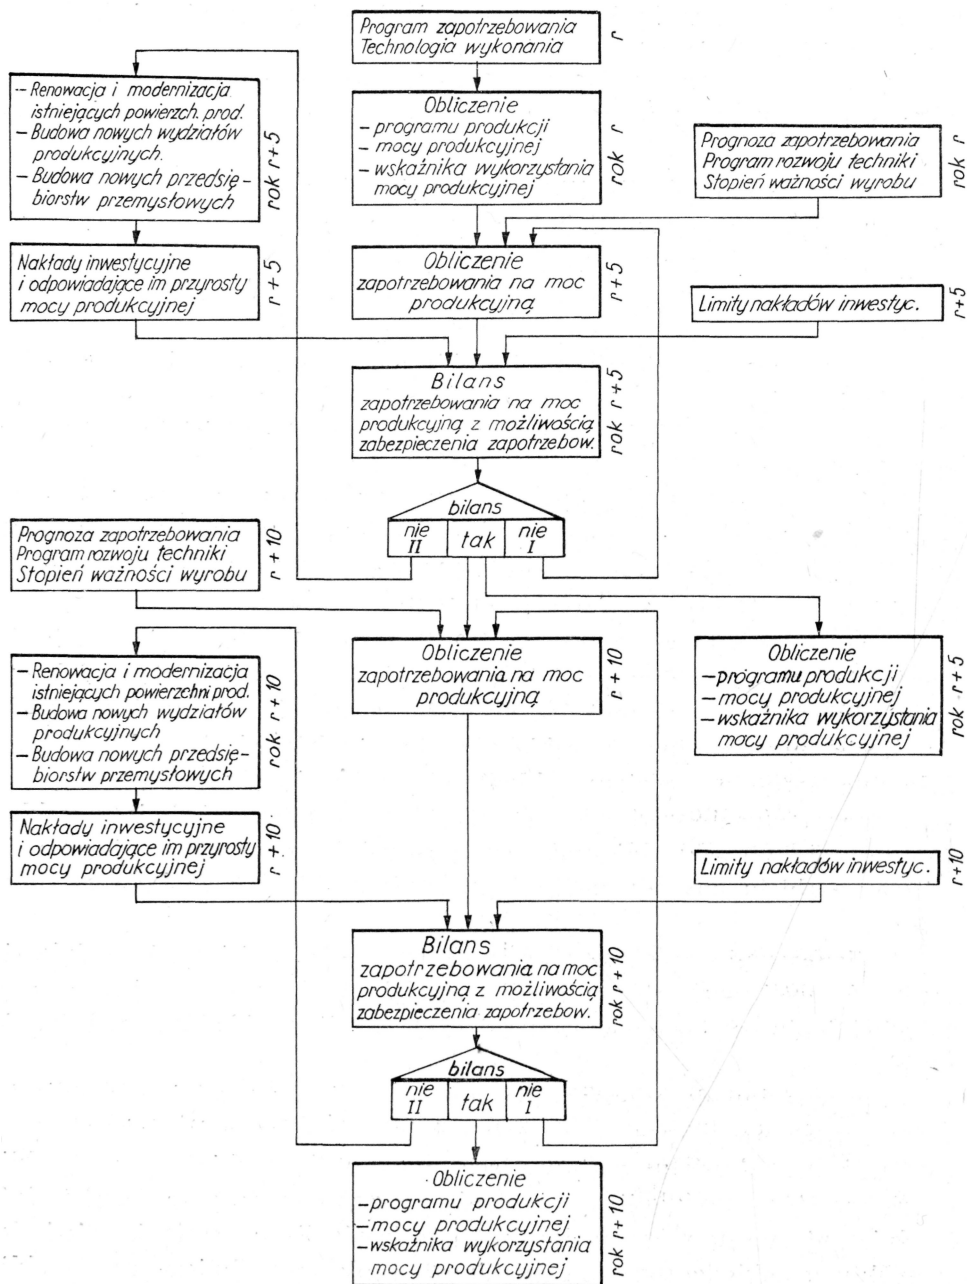 Program zapotrzebowania
Technologia wykonania
r
– Renowacja i modernizacja
istniejących powierzch. prod.
– Budowa nowych wydziałów
produkcyjnych.
– Budowa nowych przedsię-
biorstw przemysłowych
rok r+5
Obliczenie
– programu produkcji
– mocy produkcyjnej
– wskaźnika wykorzystania
mocy produkcyjnej
rok r
Prognoza zapotrzebowania
Program rozwoju techniki
Stopień ważności wyrobu
rok r
Nakłady inwestycyjne
i odpowiadające im przyrosty
mocy produkcyjnej
r+5
Obliczenie
zapotrzebowania na moc
produkcyjną
r+5
Limity nakładów inwestyc.
r+5
Bilans
zapotrzebowania na moc
produkcyjną z możliwością
zabezpieczenia zapotrzebow.
rok r+5
bilans
nie
II
tak
nie
I
Prognoza zapotrzebowania
Program rozwoju techniki
Stopień ważności wyrobu
r+10
– Renowacja i modernizacja
istniejących powierzchni prod.
– Budowa nowych wydziałów
produkcyjnych
– Budowa nowych przedsię-
biorstw przemysłowych
rok r+10
Obliczenie
zapotrzebowania na moc
produkcyjną
r+10
Obliczenie
– programu produkcji
– mocy produkcyjnej
– wskaźnika wykorzystania
mocy produkcyjnej
rok r+5
Nakłady inwestycyjne
i odpowiadające im przyrosty
mocy produkcyjnej
r+10
Limity nakładów inwestyc.
r+10
Bilans
zapotrzebowania na moc
produkcyjną z możliwością
zabezpieczenia zapotrzebow.
rok r+10
bilans
nie
II
tak
nie
I
Obliczenie
– programu produkcji
– mocy produkcyjnej
– wskaźnika wykorzystania
mocy produkcyjnej
rok r+10